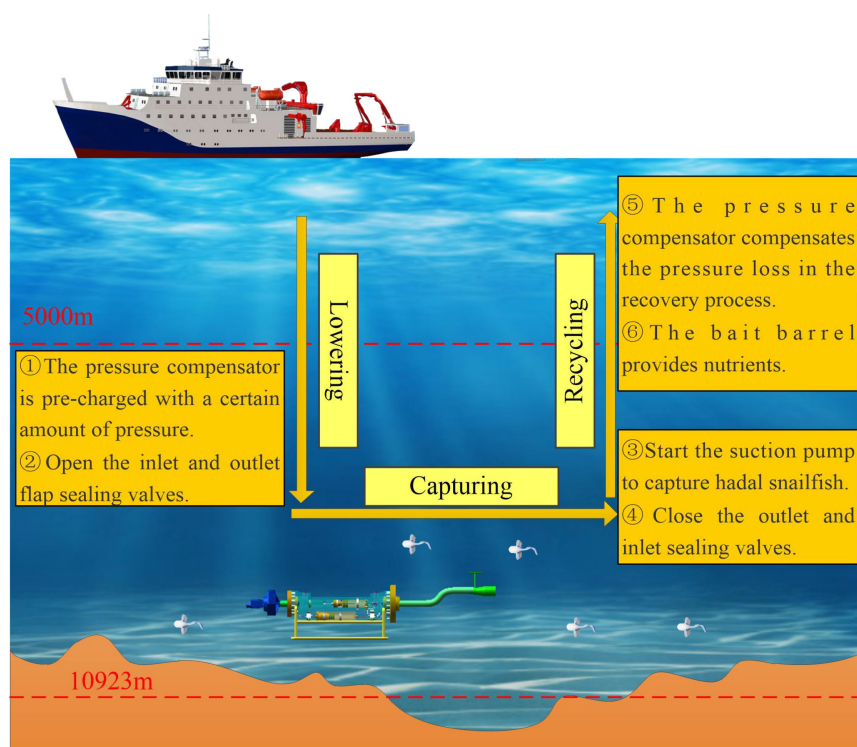 5000m
① The pressure compensator
is pre-charged with a certain
amount of pressure.
② Open the inlet and outlet
flap sealing valves.
Lowering
Capturing
Recycling
③Start the suction pump
to capture hadal snailfish.
④ Close the outlet and
inlet sealing valves.
⑤ The pressure
compensator compensates
the pressure loss in the
recovery process.
⑥ The bait barrel
provides nutrients.
10923m